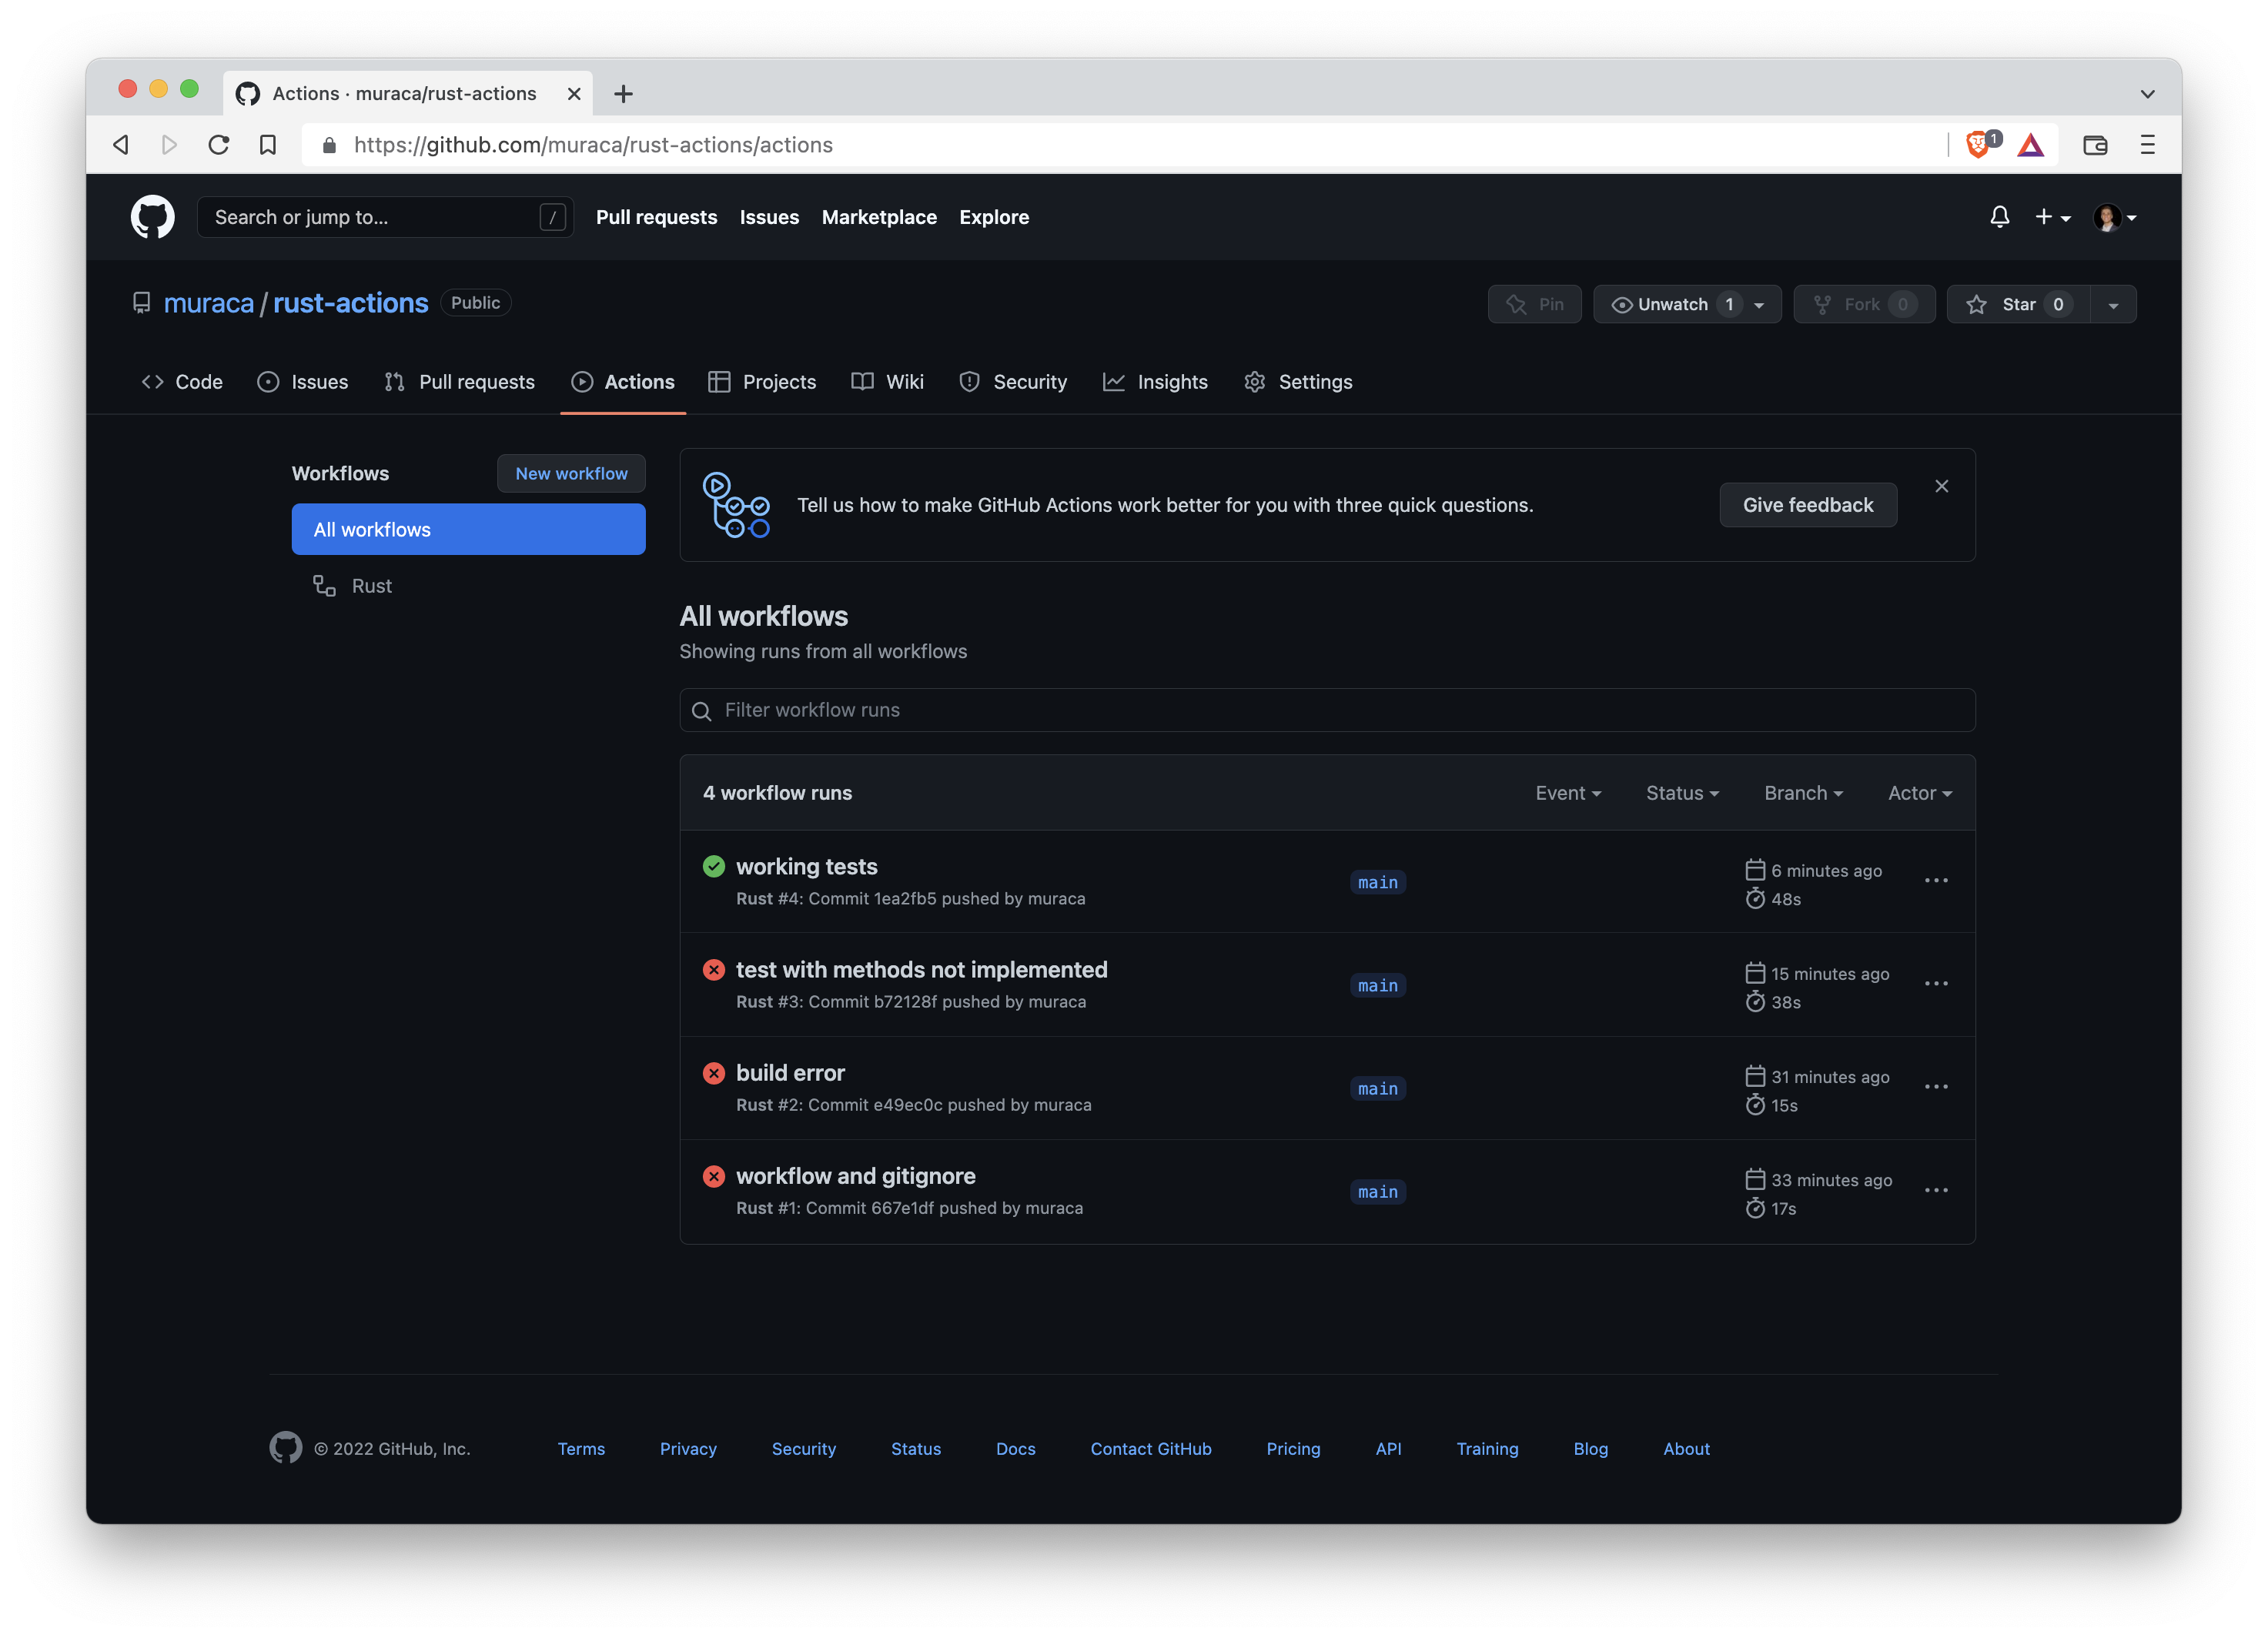 Actions · muraca/rust-actions
https://github.com/muraca/rust-actions/actions
1
Search or jump to...
/
Pull requests
Issues
Marketplace
Explore
muraca / rust-actions
Public
Pin
Unwatch 1
Fork 0
Star 0
Code
Issues
Pull requests
Actions
Projects
Wiki
Security
Insights
Settings
Workflows
New workflow
All workflows
Rust
Tell us how to make GitHub Actions work better for you with three quick questions.
Give feedback
All workflows
Showing runs from all workflows
Filter workflow runs
4 workflow runs
Event
Status
Branch
Actor
working tests
Rust #4: Commit 1ea2fb5 pushed by muraca
main
6 minutes ago
48s
test with methods not implemented
Rust #3: Commit b72128f pushed by muraca
main
15 minutes ago
38s
build error
Rust #2: Commit e49ec0c pushed by muraca
main
31 minutes ago
15s
workflow and gitignore
Rust #1: Commit 667e1df pushed by muraca
main
33 minutes ago
17s
© 2022 GitHub, Inc.
Terms
Privacy
Security
Status
Docs
Contact GitHub
Pricing
API
Training
Blog
About